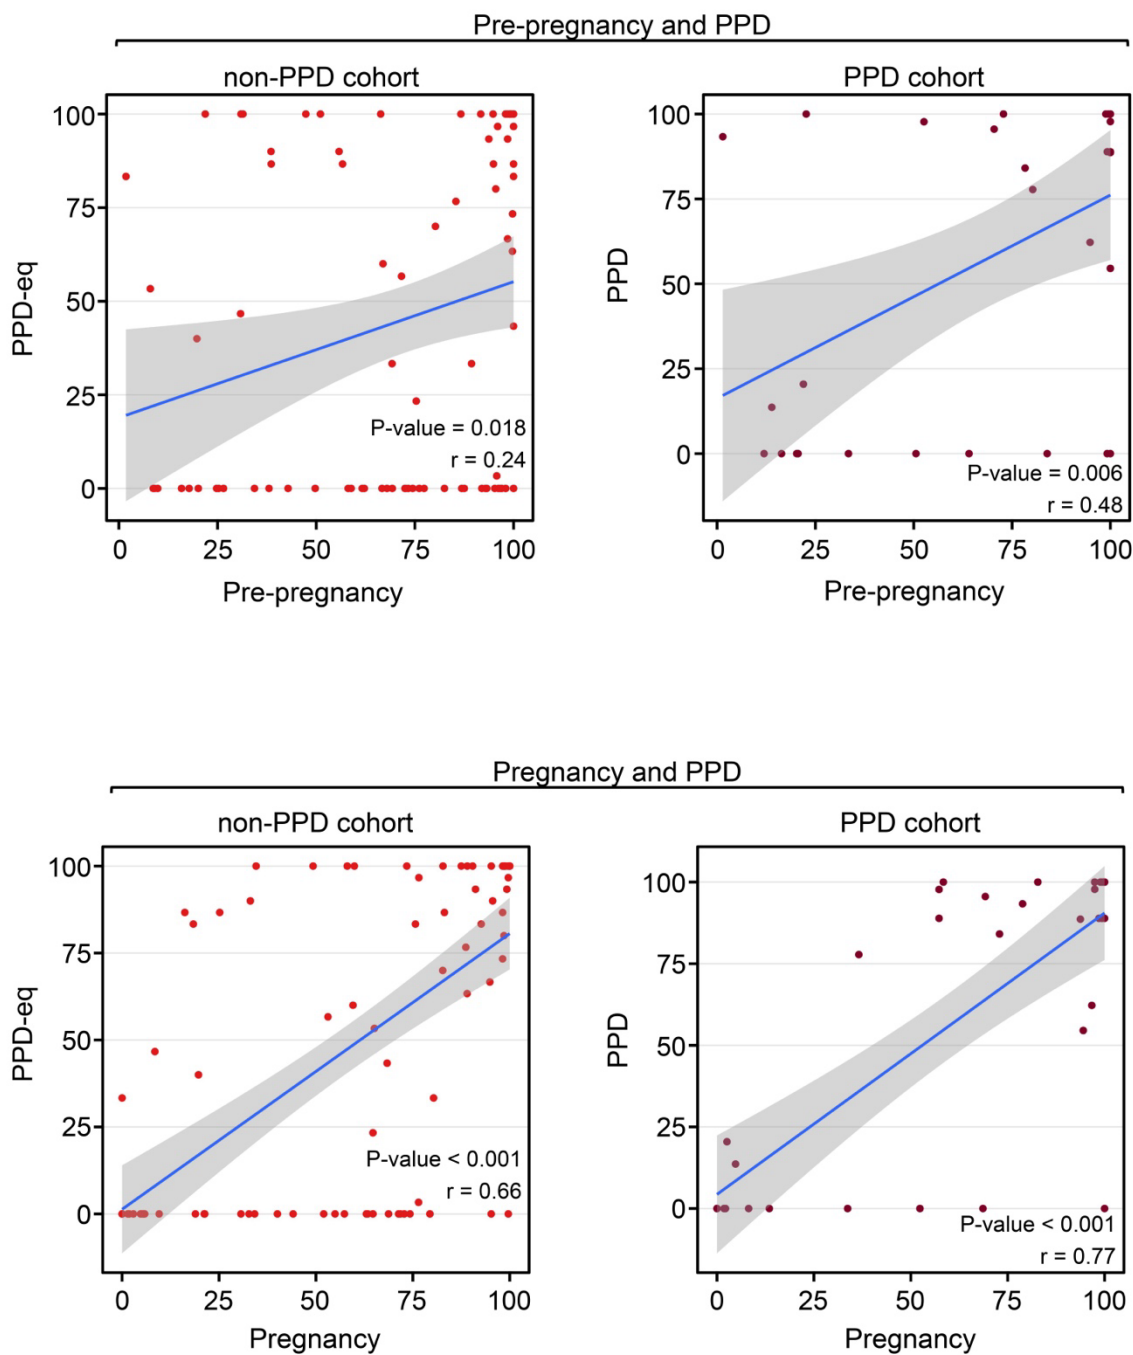 Pre-pregnancy and PPD
non-PPD cohort
PPD cohort
100
75
50
25
0
PPD-eq
P-value = 0.018
r = 0.24
0 25 50 75 100
Pre-pregnancy
100
75
50
25
0
PPD
P-value = 0.006
r = 0.48
0 25 50 75 100
Pre-pregnancy
Pregnancy and PPD
non-PPD cohort
PPD cohort
100
75
50
25
0
PPD-eq
P-value < 0.001
r = 0.66
0 25 50 75 100
Pregnancy
100
75
50
25
0
PPD
P-value < 0.001
r = 0.77
0 25 50 75 100
Pregnancy